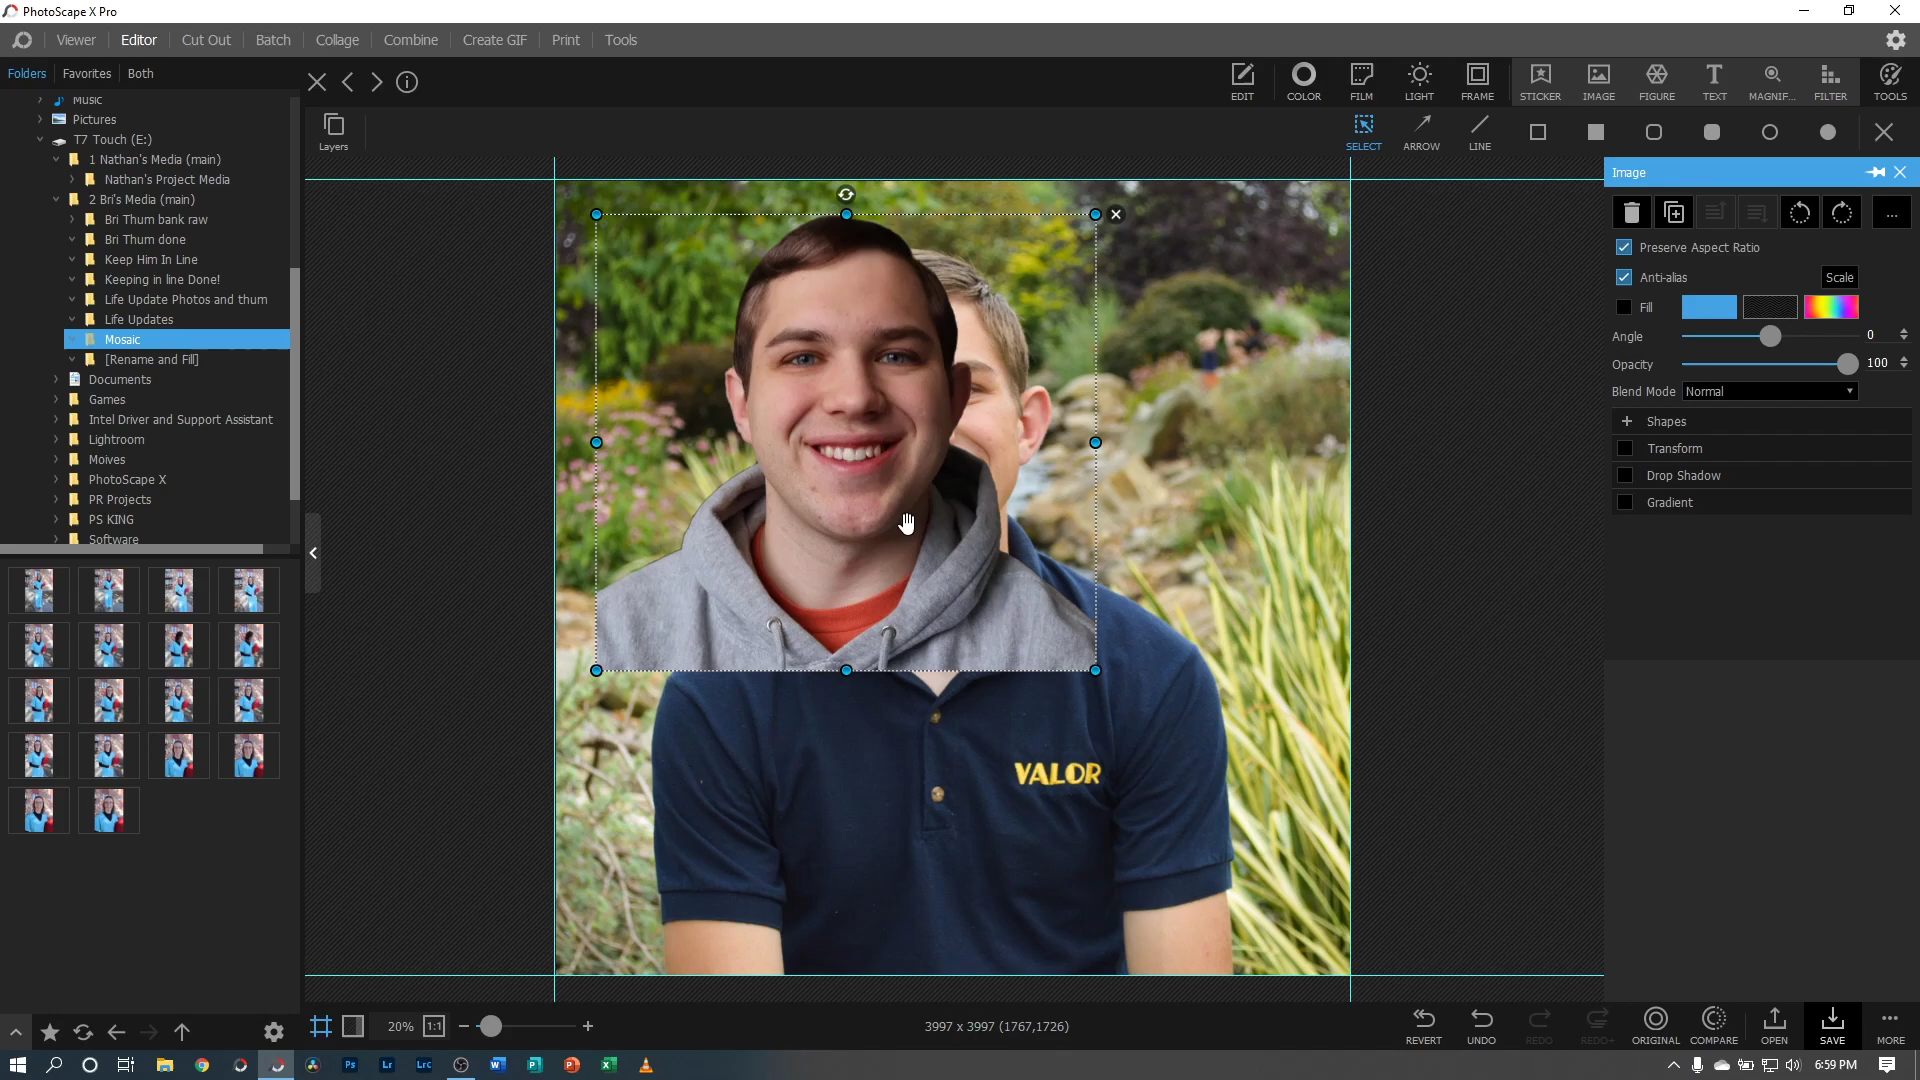 PhotoScape X Pro
Viewer Editor Cut Out Batch Collage Combine Create GIF Print Tools
Folders Favorites Both
EDIT COLOR FILM LIGHT FRAME STICKER IMAGE FIGURE TEXT MAGNIF... FILTER TOOLS
Layers
SELECT ARROW LINE
Music
Pictures
T7 Touch (E:)
1 Nathan's Media (main)
Nathan's Project Media
2 Bri's Media (main)
Bri Thum bank raw
Bri Thum done
Keep Him In Line
Keeping in line Done!
Life Update Photos and thum
Life Updates
Mosaic
[Rename and Fill]
Documents
Games
Intel Driver and Support Assistant
Lightroom
Moives
PhotoScape X
PR Projects
PS KING
Software
VALOR
Image
...
Preserve Aspect Ratio
Anti-alias Scale
Fill
Angle 0
Opacity 100
Blend Mode Normal
+ Shapes
Transform
Drop Shadow
Gradient
20% 1:1 3997 x 3997 (1767,1726)
REVERT UNDO REDO REDO+ ORIGINAL COMPARE OPEN SAVE MORE
Ps Lr Lrc 6:59 PM